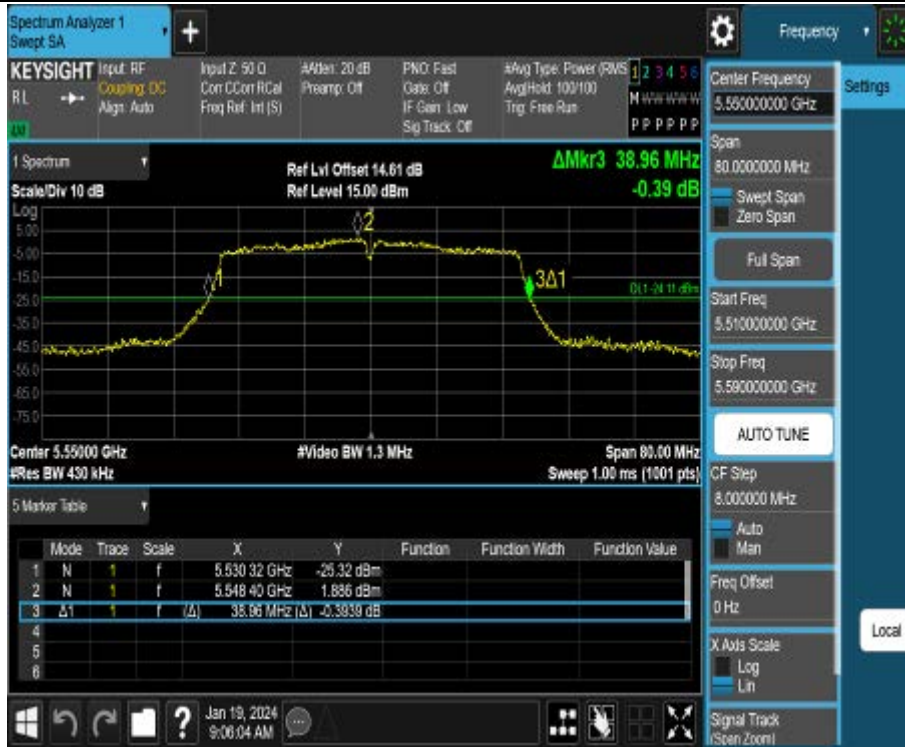 Spectrum Analyzer 1
Swept SA
+
Frequency
KEYSIGHT
RL
Input: RF
Coupling: DC
Align: Auto
Input Z: 50 Ω
Corr CCorr RCal
Freq Ref: Int (S)
#Atten: 20 dB
Preamp: Off
PNO: Fast
Gate: Off
IF Gain: Low
Sig Track: Off
#Avg Type: Power (RMS
Avg|Hold: 100/100
Trig: Free Run
1 2 3 4 5 6
M W W W W W
P P P P P P
1 Spectrum
Scale/Div 10 dB
Ref Lvl Offset 14.61 dB
Ref Level 15.00 dBm
ΔMkr3 38.96 MHz
-0.39 dB
Log
5.00
-5.00
-15.0
-25.0
-35.0
-45.0
-55.0
-65.0
-75.0
1
2
3Δ1
DL1 -24.11 dBm
Center 5.55000 GHz
#Video BW 1.3 MHz
Span 80.00 MHz
#Res BW 430 kHz
Sweep 1.00 ms (1001 pts)
5 Marker Table
Mode Trace Scale X Y Function Function Width Function Value
1 N 1 f 5.530 32 GHz -25.32 dBm
2 N 1 f 5.548 40 GHz 1.886 dBm
3 Δ1 1 f (Δ) 38.96 MHz (Δ) -0.3939 dB
4
5
6
?
Jan 19, 2024
9:06:04 AM
Center Frequency
5.550000000 GHz
Settings
Span
80.0000000 MHz
Swept Span
Zero Span
Full Span
Start Freq
5.510000000 GHz
Stop Freq
5.590000000 GHz
AUTO TUNE
CF Step
8.000000 MHz
Auto
Man
Freq Offset
0 Hz
Local
X Axis Scale
Log
Lin
Signal Track
(Span Zoom)